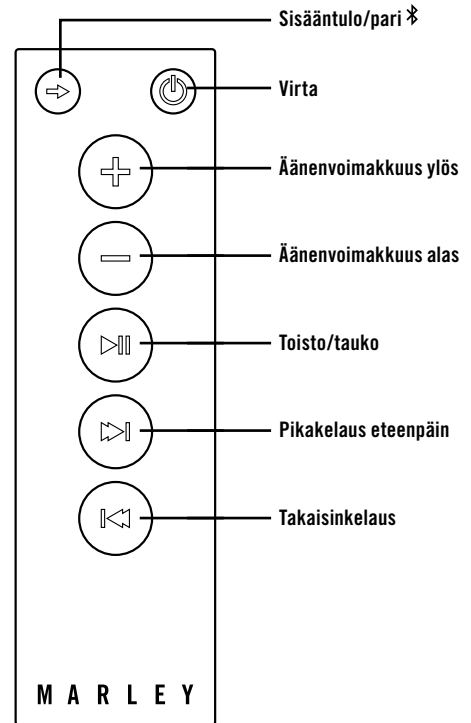 Sisääntulo/pari
Virta
Äänenvoimakkuus ylös
Äänenvoimakkuus alas
Toisto/tauko
Pikakelaus eteenpäin
Takaisinkelaus
MARLEY